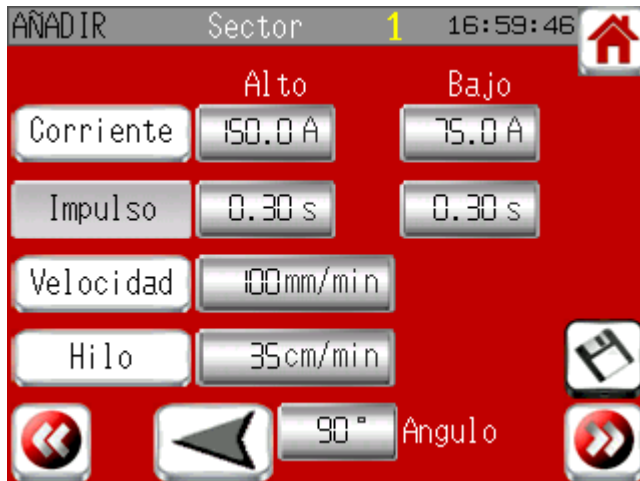 AÑADIR Sector 1 16:59:46
Alto Bajo
Corriente 150.0 A 75.0 A
Impulso 0.30 s 0.30 s
Velocidad 100mm/min
Hilo 35cm/min
90° Angulo